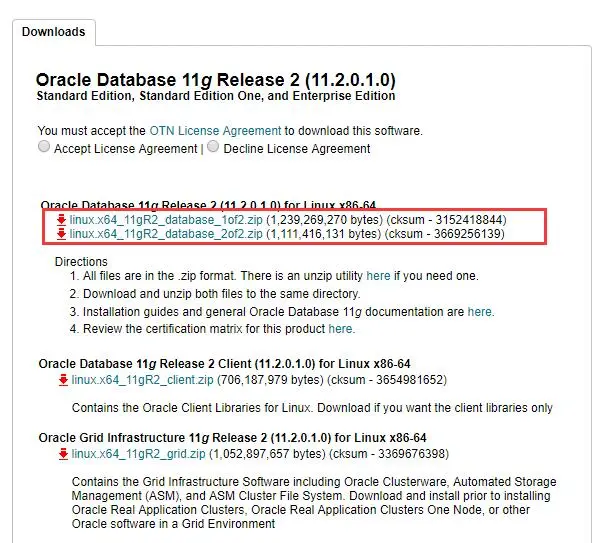 Downloads
Oracle Database 11g Release 2 (11.2.0.1.0)
Standard Edition, Standard Edition One, and Enterprise Edition
You must accept the OTN License Agreement to download this software.
Accept License Agreement | Decline License Agreement
Oracle Database 11g Release 2 (11.2.0.1.0) for Linux x86-64
linux.x64_11gR2_database_1of2.zip (1,239,269,270 bytes) (cksum - 3152418844)
linux.x64_11gR2_database_2of2.zip (1,111,416,131 bytes) (cksum - 3669256139)
Directions
1. All files are in the .zip format. There is an unzip utility here if you need one.
2. Download and unzip both files to the same directory.
3. Installation guides and general Oracle Database 11g documentation are here.
4. Review the certification matrix for this product here.
Oracle Database 11g Release 2 Client (11.2.0.1.0) for Linux x86-64
linux.x64_11gR2_client.zip (706,187,979 bytes) (cksum - 3654981652)
Contains the Oracle Client Libraries for Linux. Download if you want the client libraries only
Oracle Grid Infrastructure 11g Release 2 (11.2.0.1.0) for Linux x86-64
linux.x64_11gR2_grid.zip (1,052,897,657 bytes) (cksum - 3369676398)
Contains the Grid Infrastructure Software including Oracle Clusterware, Automated Storage
Management (ASM), and ASM Cluster File System. Download and install prior to installing
Oracle Real Application Clusters, Oracle Real Application Clusters One Node, or other
Oracle software in a Grid Environment